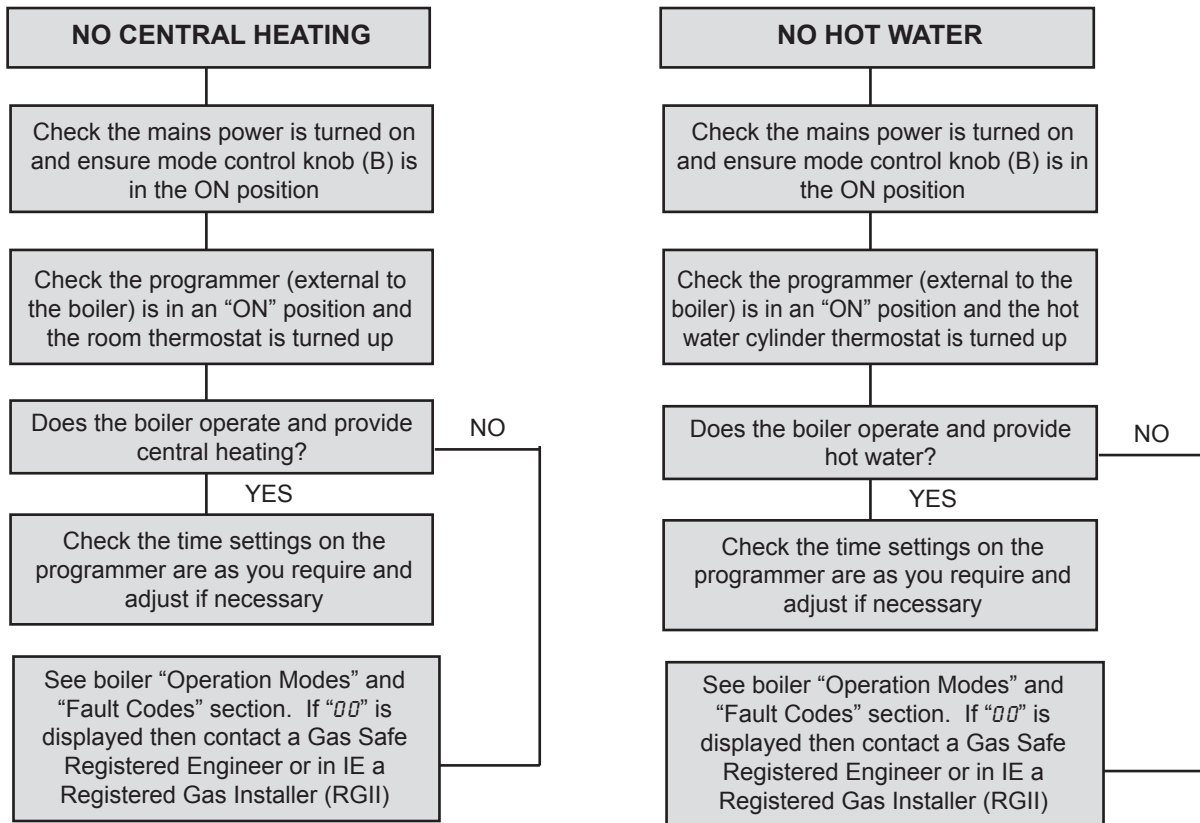 NO CENTRAL HEATING
Check the mains power is turned on
and ensure mode control knob (B) is
in the ON position
Check the programmer (external to
the boiler) is in an “ON” position and
the room thermostat is turned up
Does the boiler operate and provide
central heating?
NO
YES
Check the time settings on the
programmer are as you require and
adjust if necessary
See boiler “Operation Modes” and
“Fault Codes” section. If “00” is
displayed then contact a Gas Safe
Registered Engineer or in IE a
Registered Gas Installer (RGII)
NO HOT WATER
Check the mains power is turned on
and ensure mode control knob (B) is in
the ON position
Check the programmer (external to the
boiler) is in an “ON” position and the hot
water cylinder thermostat is turned up
Does the boiler operate and provide
hot water?
NO
YES
Check the time settings on the
programmer are as you require and
adjust if necessary
See boiler “Operation Modes” and
“Fault Codes” section. If “00” is
displayed then contact a Gas Safe
Registered Engineer or in IE a
Registered Gas Installer (RGII)